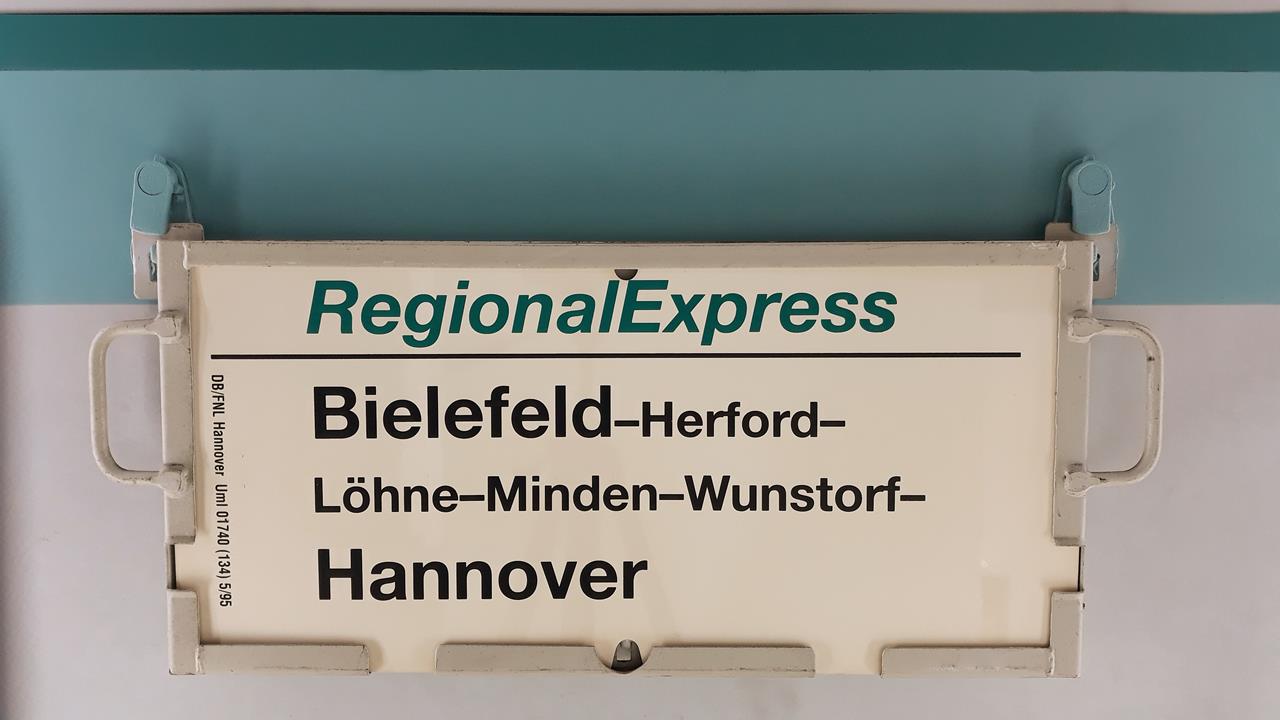 RegionalExpress
Bielefeld–Herford–
Löhne–Minden–Wunstorf–
Hannover
DB/FNL Hannover Uml 01740 (134) 5/95